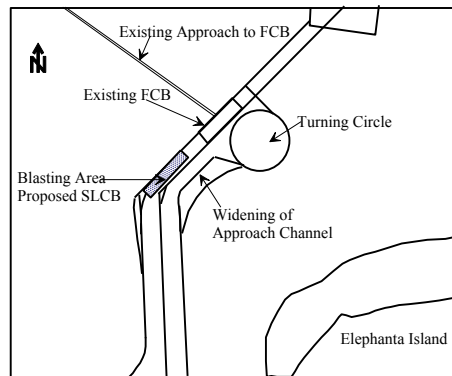 Existing Approach to FCB
N
Existing FCB
Turning Circle
Blasting Area
Proposed SLCB
Widening of
Approach Channel
Elephanta Island